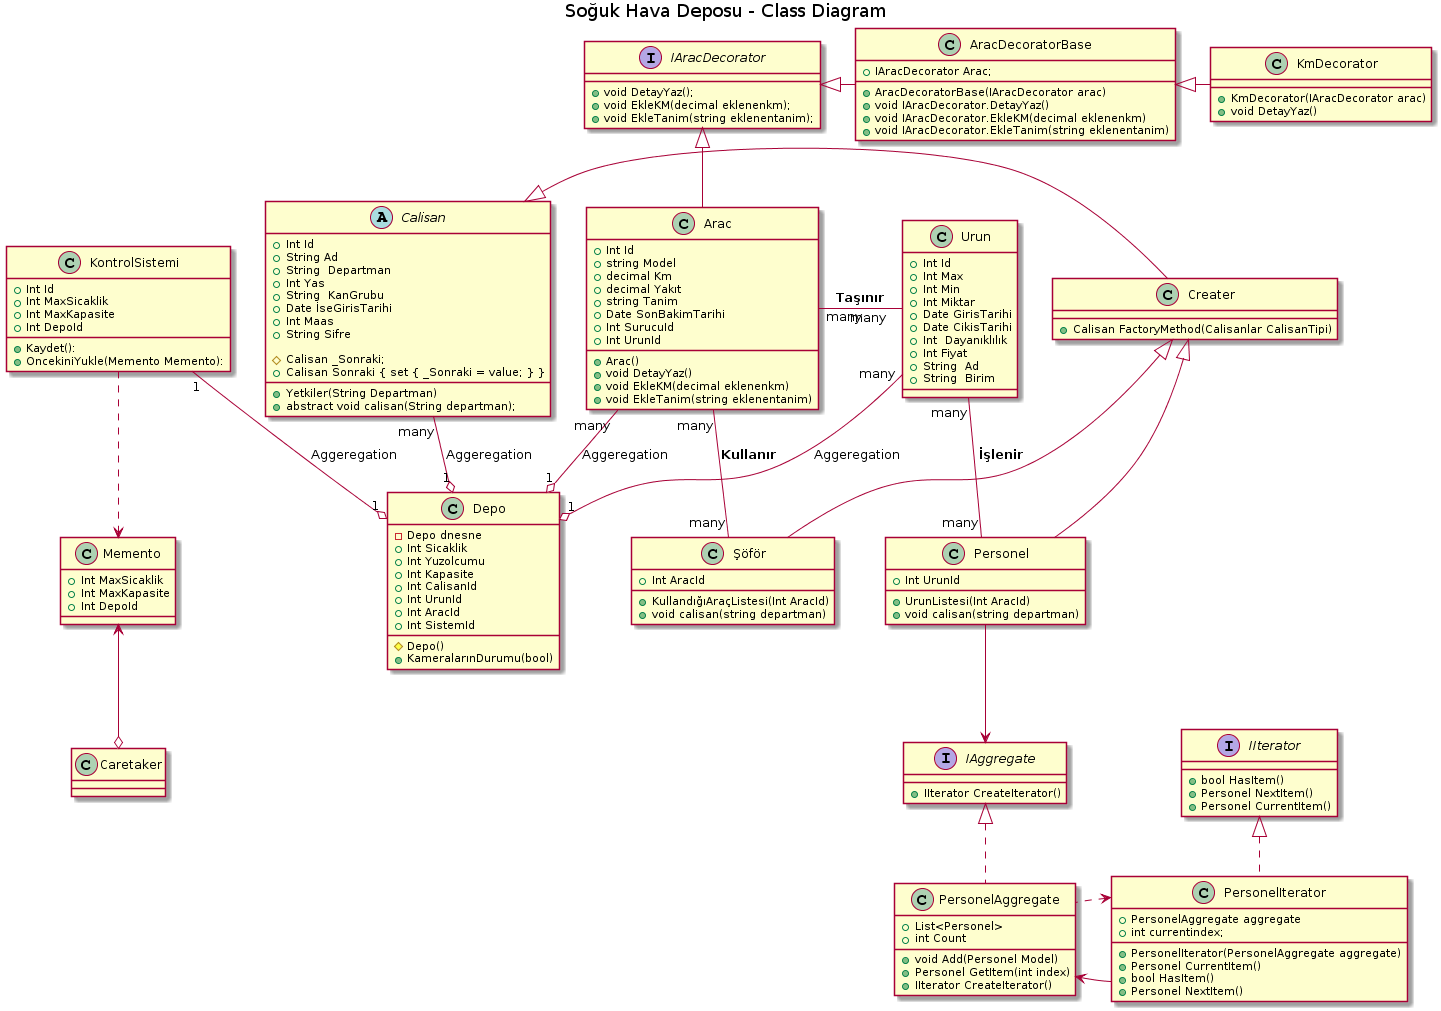 Soğuk Hava Deposu - Class Diagram
I IAracDecorator
void DetayYaz();
void EkleKM(decimal eklenenkm);
void EkleTanim(string eklenentanim);
C AracDecoratorBase
IAracDecorator Arac;
AracDecoratorBase(IAracDecorator arac)
void IAracDecorator.DetayYaz()
void IAracDecorator.EkleKM(decimal eklenenkm)
void IAracDecorator.EkleTanim(string eklenentanim)
C KmDecorator
KmDecorator(IAracDecorator arac)
void DetayYaz()
C KontrolSistemi
Int Id
Int MaxSicaklik
Int MaxKapasite
Int DepoId
Kaydet():
OncekiniYukle(Memento Memento):
A Calisan
Int Id
String Ad
String  Departman
Int Yas
String  KanGrubu
Date IseGirisTarihi
Int Maas
String Sifre
Calisan _Sonraki;
Calisan Sonraki { set { _Sonraki = value; } }
Yetkiler(String Departman)
abstract void calisan(String departman);
C Arac
Int Id
string Model
decimal Km
decimal Yakıt
string Tanim
Date SonBakimTarihi
Int SurucuId
Int UrunId
Arac()
void DetayYaz()
void EkleKM(decimal eklenenkm)
void EkleTanim(string eklenentanim)
Taşınır
many
many
C Urun
Int Id
Int Max
Int Min
Int Miktar
Date GirisTarihi
Date CikisTarihi
Int  Dayanıklılık
Int Fiyat
String  Ad
String  Birim
C Creater
Calisan FactoryMethod(Calisanlar CalisanTipi)
1
many
many
many
many
many
Aggeregation
Aggeregation
Aggeregation
Kullanır
Aggeregation
İşlenir
1
1
1
1
many
many
C Memento
Int MaxSicaklik
Int MaxKapasite
Int DepoId
C Depo
Depo dnesne
Int Sicaklik
Int Yuzolcumu
Int Kapasite
Int CalisanId
Int UrunId
Int AracId
Int SistemId
Depo()
KameralarınDurumu(bool)
C Şöför
Int AracId
KullandığıAraçListesi(Int AracId)
void calisan(string departman)
C Personel
Int UrunId
UrunListesi(Int AracId)
void calisan(string departman)
C Caretaker
I IAggregate
IIterator CreateIterator()
I IIterator
bool HasItem()
Personel NextItem()
Personel CurrentItem()
C PersonelAggregate
List<Personel>
int Count
void Add(Personel Model)
Personel GetItem(int index)
IIterator CreateIterator()
C PersonelIterator
PersonelAggregate aggregate
int currentindex;
PersonelIterator(PersonelAggregate aggregate)
Personel CurrentItem()
bool HasItem()
Personel NextItem()